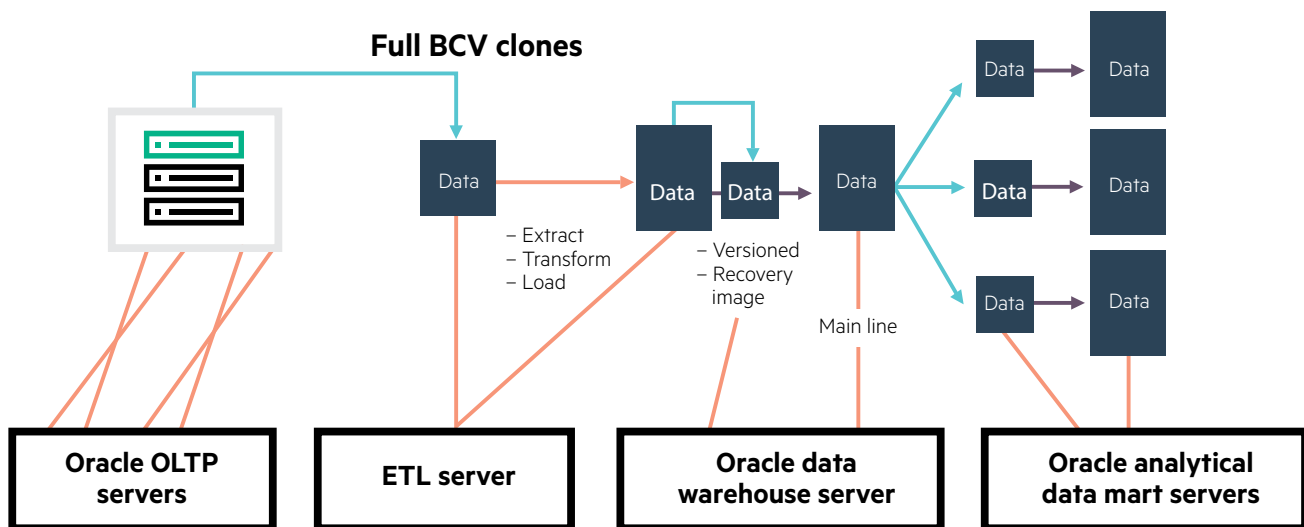 Full BCV clones
Data
Data
Data
Data
Data
Data
Data
Data
Data
Data
– Extract
– Transform
– Load
– Versioned
– Recovery
image
Main line
Oracle OLTP
servers
ETL server
Oracle data
warehouse server
Oracle analytical
data mart servers